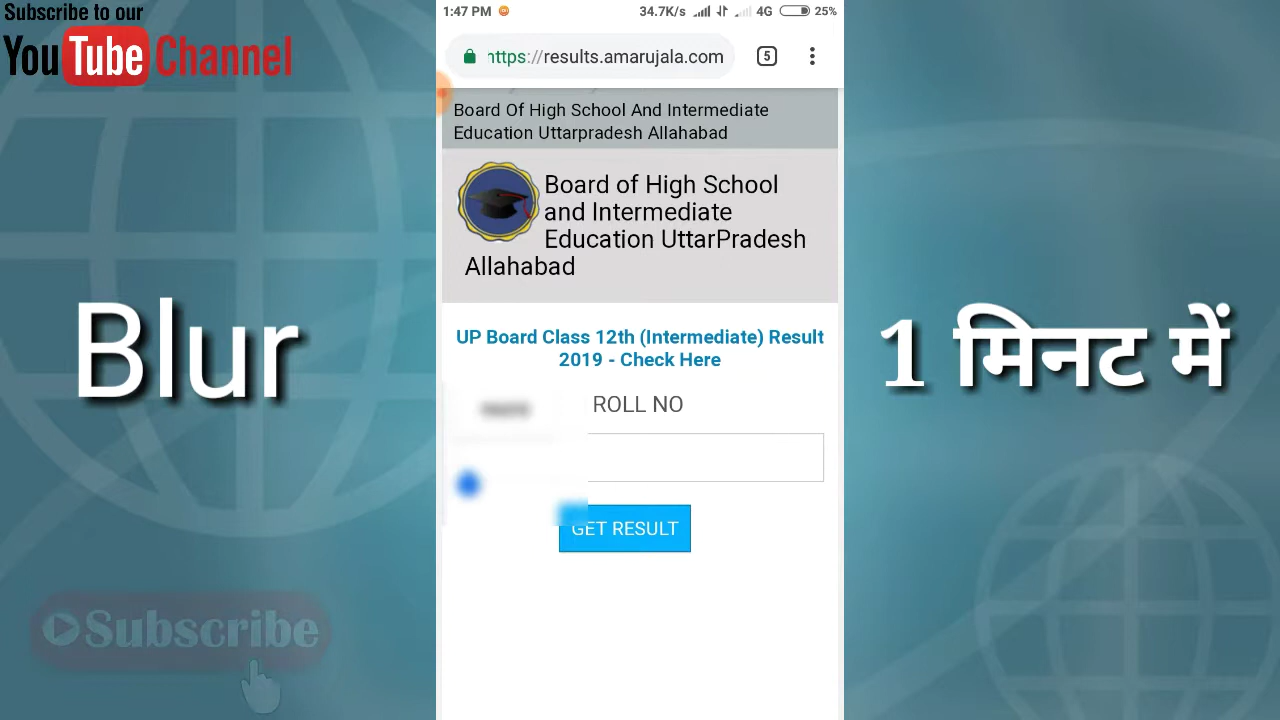 Subscribe to our
YouTube Channel
1:47 PM
34.7K/s
4G
25%
https://results.amarujala.com
5
Board Of High School And Intermediate
Education Uttarpradesh Allahabad
Board of High School
and Intermediate
Education UttarPradesh
Allahabad
UP Board Class 12th (Intermediate) Result
2019 - Check Here
ROLL NO
GET RESULT
Blur
1 मिनट में
Subscribe